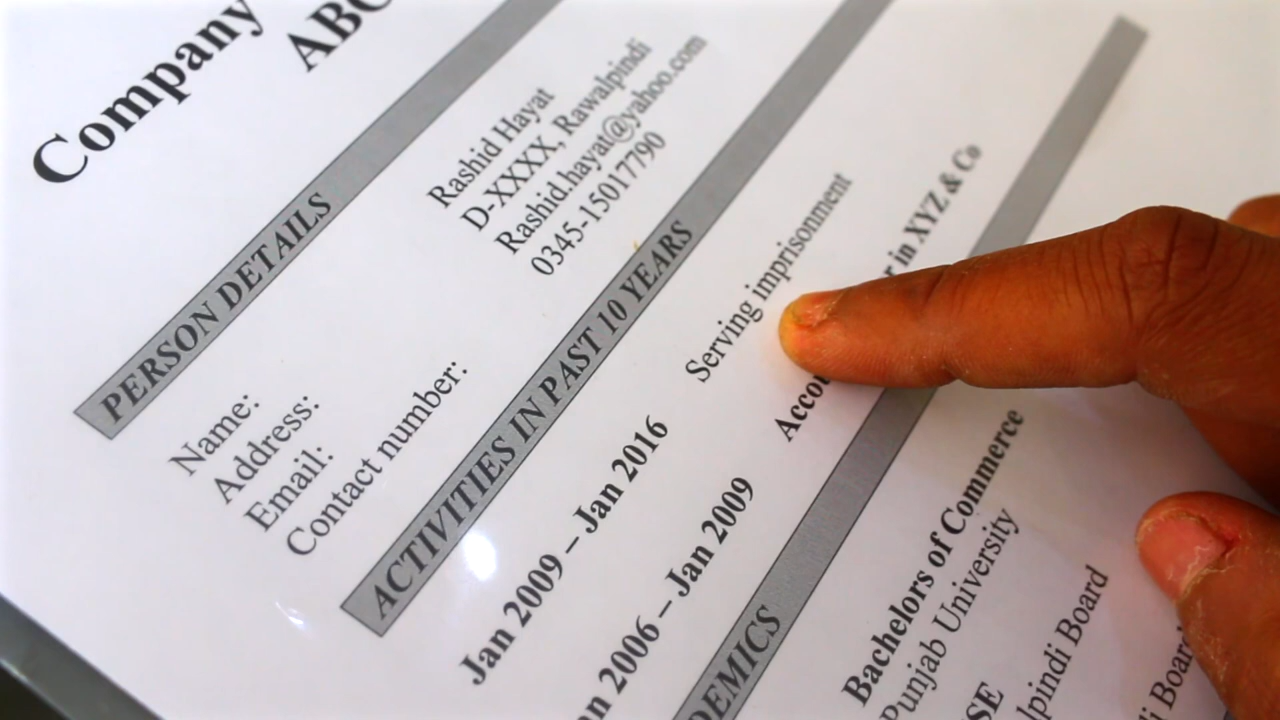 Company
ABC
PERSON DETAILS
Name: Rashid Hayat
Address: D-XXXX, Rawalpindi
Email: Rashid.hayat@yahoo.com
Contact number: 0345-15017790
ACTIVITIES IN PAST 10 YEARS
Jan 2009 – Jan 2016 Serving imprisonment
2006 – Jan 2009 in XYZ & Co
Bachelors of Commerce
Punjab University
Board